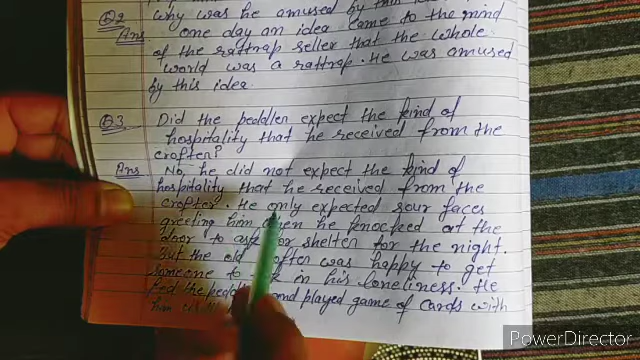 Q2 why was he amused by this
Ans one day an idea came to the mind
of the rattrap seller that the whole
world was a rattrap. He was amused
by this idea
Q3 Did the peddler expect the kind of
hospitality that he received from the
crofter?
Ans No, he did not expect the kind of
hospitality that he received from the
crofter. He only expected sour faces
greeting him when he knocked at the
door to ask for shelter for the night.
But the old crofter was happy to get
someone to in his loneliness. He
fed the peddler and played game of cards with
him
PowerDirector